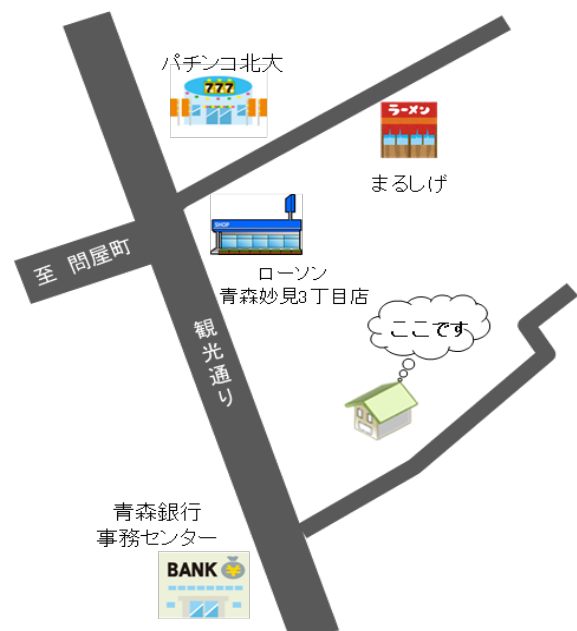 パチンコ北大
777
ラーメン
まるしげ
SHOP
ローソン
青森妙見3丁目店
至 問屋町
観光通り
ここです
青森銀行
事務センター
BANK ¥